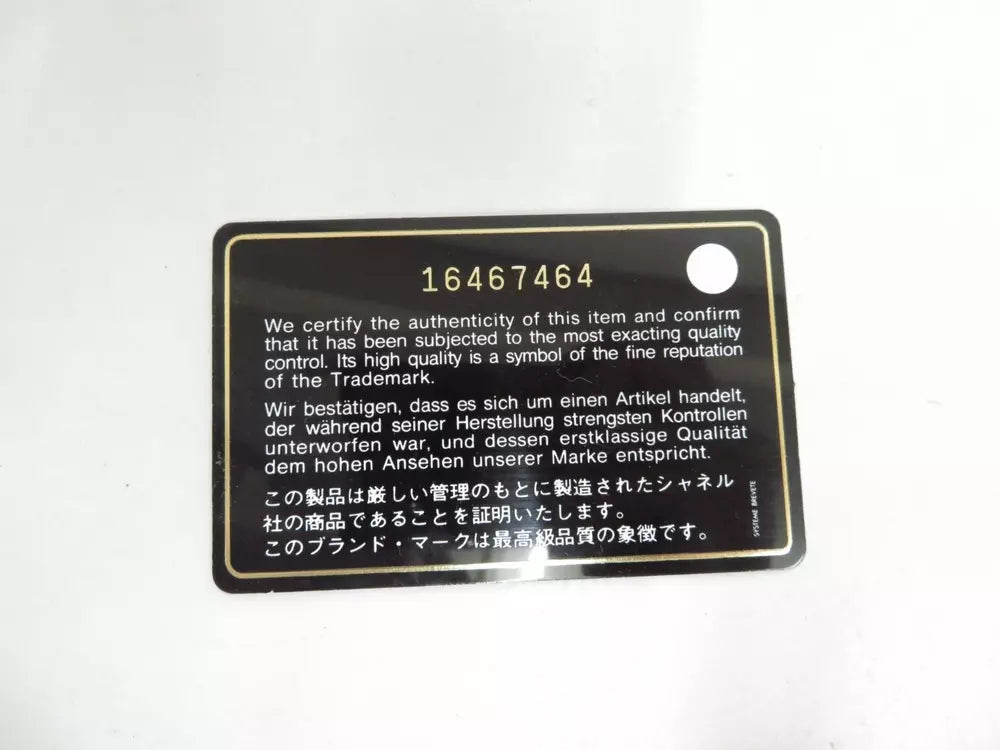 16467464
We certify the authenticity of this item and confirm
that it has been subjected to the most exacting quality
control. Its high quality is a symbol of the fine reputation
of the Trademark.
Wir bestätigen, dass es sich um einen Artikel handelt,
der während seiner Herstellung strengsten Kontrollen
unterworfen war, und dessen erstklassige Qualität
dem hohen Ansehen unserer Marke entspricht.
この製品は厳しい管理のもとに製造されたシャネル
社の商品であることを証明いたします。
このブランド・マークは最高級品質の象徴です。
SYSTEME BREVETE